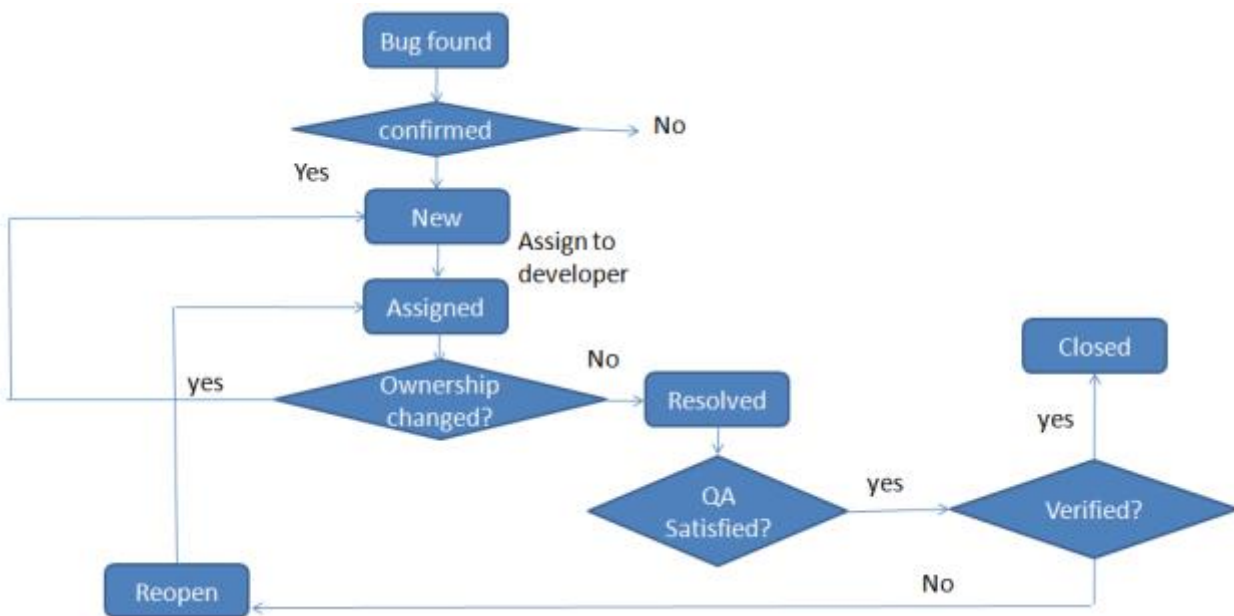 Bug found
confirmed
No
Yes
New
Assign to
developer
Assigned
No
Closed
yes
Ownership
changed?
Resolved
yes
QA
Satisfied?
yes
Verified?
No
Reopen